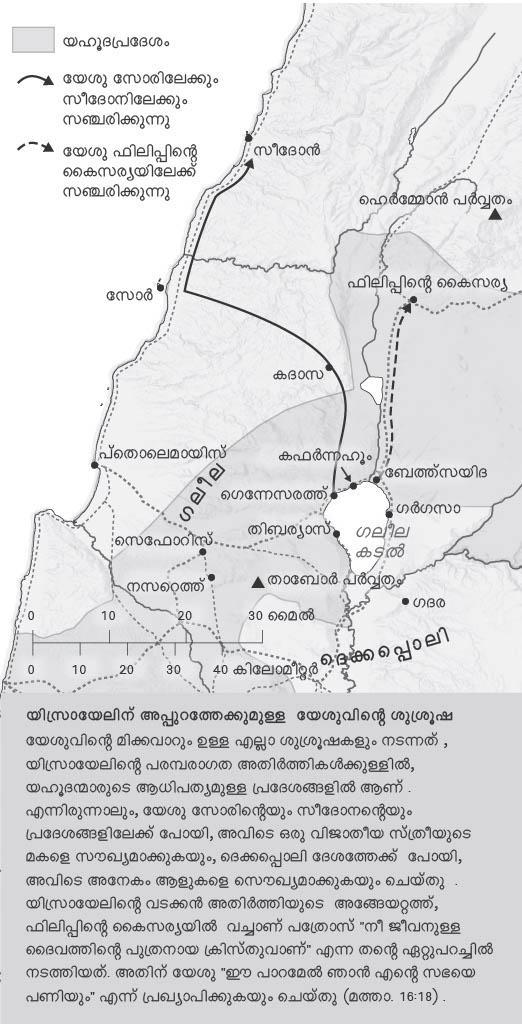 യഹൂദപ്രദേശം
യേശു സോരിലേക്കും
സീദോനിലേക്കും
സഞ്ചരിക്കുന്നു
യേശു ഫിലിപ്പിന്റെ
കൈസര്യയിലേക്ക്
സഞ്ചരിക്കുന്നു
സീദോൻ
ഹെർമ്മോൻ പർവ്വതം
ഫിലിപ്പിന്റെ കൈസര്യ
സോർ
കദാസ
പ്തൊലെമായിസ്
ഗലീല
കഫർന്നഹൂം
ബേത്ത്സയിദ
ഗെന്നേസരത്ത്
ഗർഗസാ
തിബര്യാസ്
ഗലീല
കടൽ
സെഫോറിസ്
നസറെത്ത്
താബോർ പർവ്വതം
ഗദര
0 10 20 30 മൈൽ
0 10 20 30 40 കിലോമീറ്റർ
ദെക്കപ്പൊലി
യിസ്രായേലിന് അപ്പുറത്തേക്കുമുള്ള യേശുവിന്റെ ശുശ്രൂഷ
യേശുവിന്റെ മിക്കവാറും ഉള്ള എല്ലാ ശുശ്രൂഷകളും നടന്നത് ,
യിസ്രായേലിന്റെ പരമ്പരാഗത അതിർത്തികൾക്കുള്ളിൽ,
യഹൂദന്മാരുടെ ആധിപത്യമുള്ള പ്രദേശങ്ങളിൽ ആണ് .
എന്നിരുന്നാലും, യേശു സോരിന്റെയും സീദോന്റെയും
പ്രദേശങ്ങളിലേക്ക് പോയി, അവിടെ ഒരു വിജാതീയ സ്ത്രീയുടെ
മകളെ സൗഖ്യമാക്കുകയും, ദെക്കപ്പൊലി ദേശത്തേക്ക് പോയി,
അവിടെ അനേകം ആളുകളെ സൌഖ്യമാക്കുകയും ചെയ്തു .
യിസ്രായേലിന്റെ വടക്കൻ അതിർത്തിയുടെ അങ്ങേയറ്റത്ത്,
ഫിലിപ്പിന്റെ കൈസര്യയിൽ വച്ചാണ് പത്രോസ് "നീ ജീവനുള്ള
ദൈവത്തിന്റെ പുത്രനായ ക്രിസ്തുവാണ്" എന്ന തന്റെ ഏറ്റുപറച്ചിൽ
നടത്തിയത്. അതിന് യേശു "ഈ പാറമേൽ ഞാൻ എന്റെ സഭയെ
പണിയും" എന്ന് പ്രഖ്യാപിക്കുകയും ചെയ്തു (മത്താ. 16:18) .